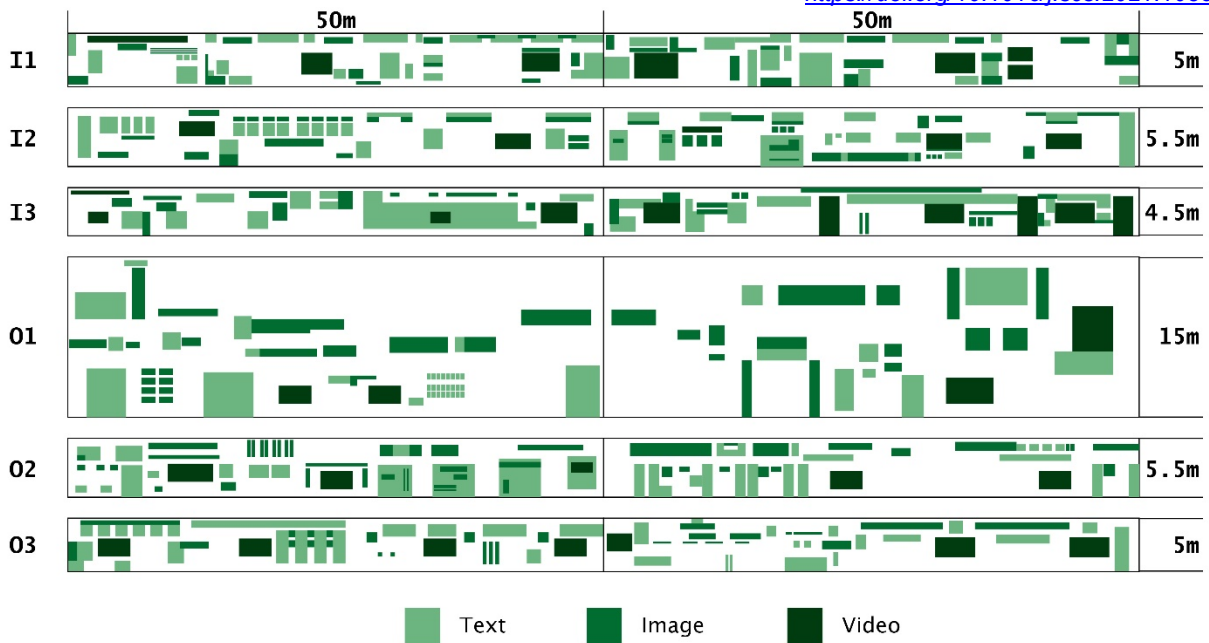 50m 50m
I1 5m
I2 5.5m
I3 4.5m
O1 15m
O2 5.5m
O3 5m
Text Image Video